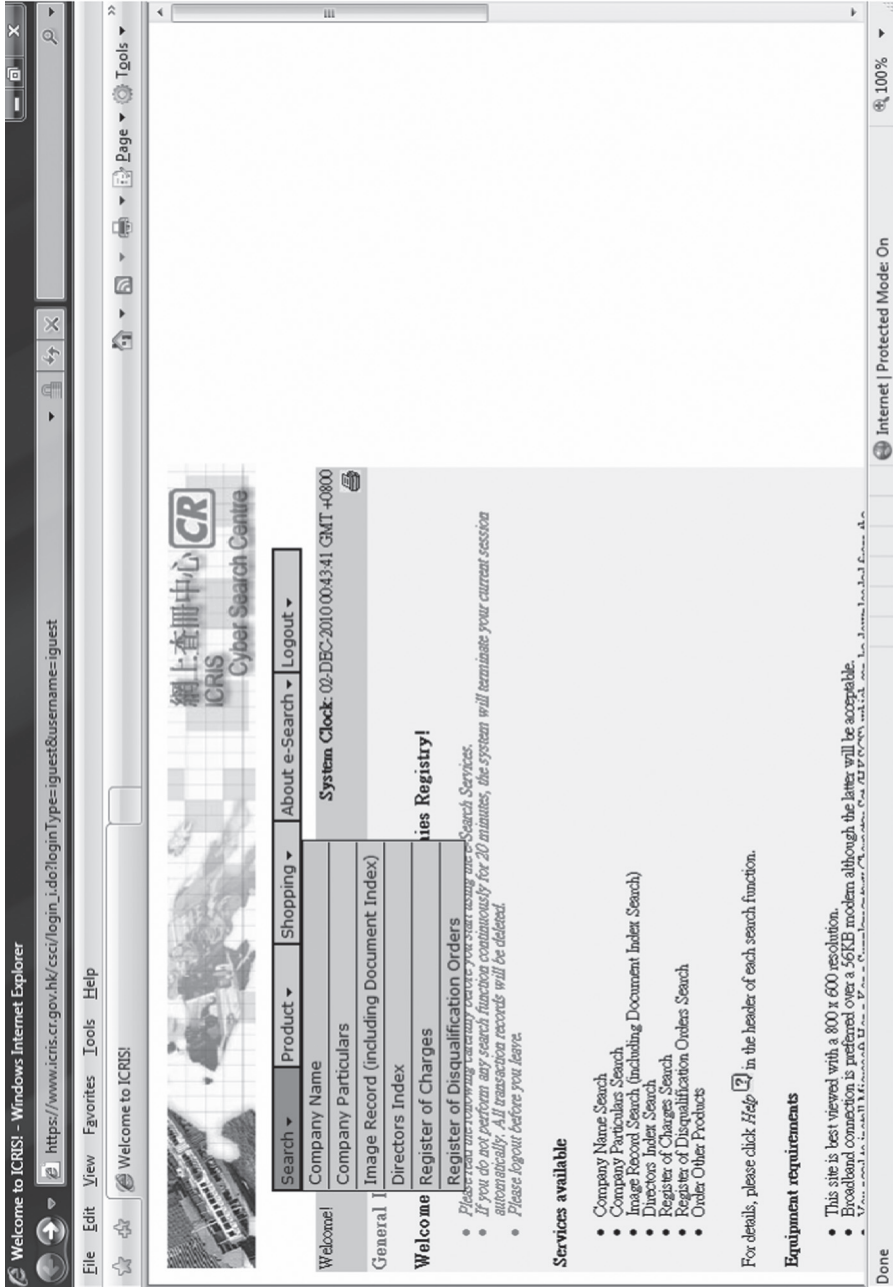 Welcome to ICRIS! - Windows Internet Explorer
https://www.icris.cr.gov.hk/csci/login_i.do?loginType=iguest&username=iguest
File Edit View Favorites Tools Help
Welcome to ICRIS!
Page Tools
網上查冊中心 CR
ICRIS
Cyber Search Centre
Search Product Shopping About e-Search Logout
Company Name
Company Particulars
Image Record (including Document Index)
Directors Index
Register of Charges
Register of Disqualification Orders
Welcome! System Clock: 02-DEC-2010 00:43:41 GMT +0800
General I
Welcome nies Registry!
• Please read the following carefully before you start using the e-Search Services.
• If you do not perform any search function continuously for 20 minutes, the system will terminate your current session
automatically. All transaction records will be deleted.
• Please logout before you leave.
Services available
• Company Name Search
• Company Particulars Search
• Image Record Search (including Document Index Search)
• Directors Index Search
• Register of Charges Search
• Register of Disqualification Orders Search
• Order Other Products
For details, please click Help [?] in the header of each search function.
Equipment requirements
• This site is best viewed with a 800 x 600 resolution.
• Broadband connection is preferred over a 56KB modem although the latter will be acceptable.
Done Internet | Protected Mode: On 100%